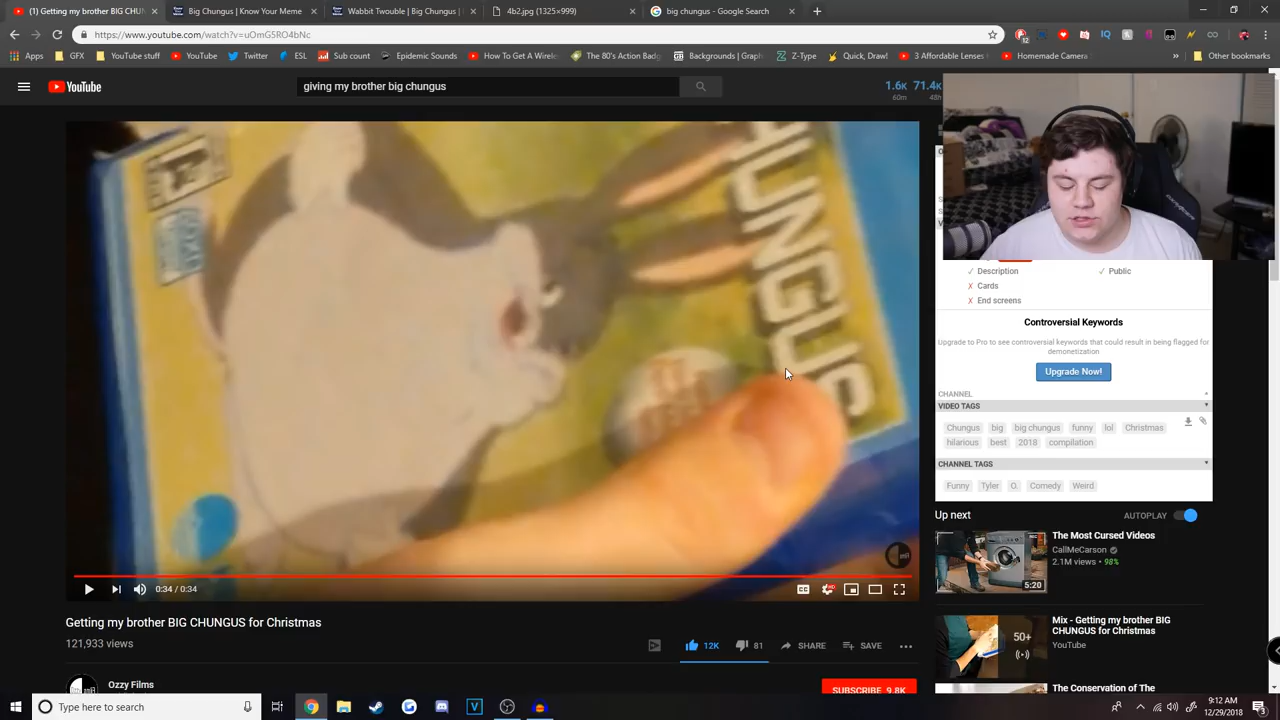 (1) Getting my brother BIG CHUN
Big Chungus | Know Your Meme
Wabbit Twouble | Big Chungus |
4b2.jpg (1325×999)
big chungus - Google Search
https://www.youtube.com/watch?v=uOmG5RO4bNc
Apps
GFX
YouTube stuff
YouTube
Twitter
ESL
Sub count
Epidemic Sounds
How To Get A Wirele
The 80's Action Badg
Backgrounds | Graph
Z-Type
Quick, Draw!
3 Affordable Lenses f
Homemade Camera
Other bookmarks
YouTube
giving my brother big chungus
1.6K 71.4K
60m 48h
HUNGUS
Description
Public
Cards
End screens
Controversial Keywords
Upgrade to Pro to see controversial keywords that could result in being flagged for
demonetization
Upgrade Now!
CHANNEL
VIDEO TAGS
Chungus big big chungus funny lol Christmas
hilarious best 2018 compilation
CHANNEL TAGS
Funny Tyler O. Comedy Weird
0:34 / 0:34
CC
HD
Getting my brother BIG CHUNGUS for Christmas
121,933 views
12K
81
SHARE
SAVE
Ozzy Films
SUBSCRIBE 9.8K
Up next
AUTOPLAY
The Most Cursed Videos
CallMeCarson
2.1M views • 98%
5:20
Mix - Getting my brother BIG
CHUNGUS for Christmas
YouTube
50+
The Conservation of The
Type here to search
9:12 AM
12/29/2018